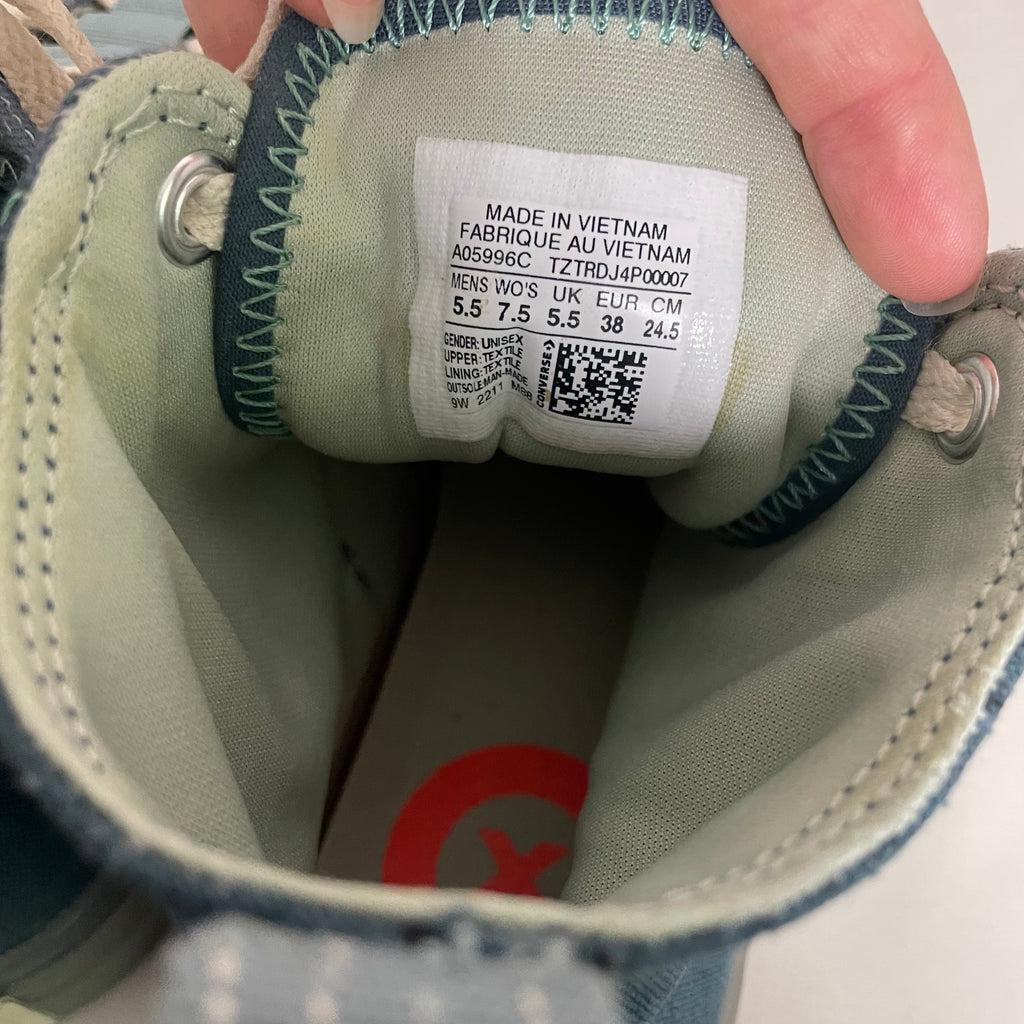 MADE IN VIETNAM
FABRIQUE AU VIETNAM
A05996C TZTRDJ4P00007
MENS WO'S UK EUR CM
5.5 7.5 5.5 38 24.5
GENDER: UNISEX
UPPER: TEXTILE
LINING: TEXTILE
OUTSOLE: MAN-MADE
9W 2211 M88
CONVERSE
X